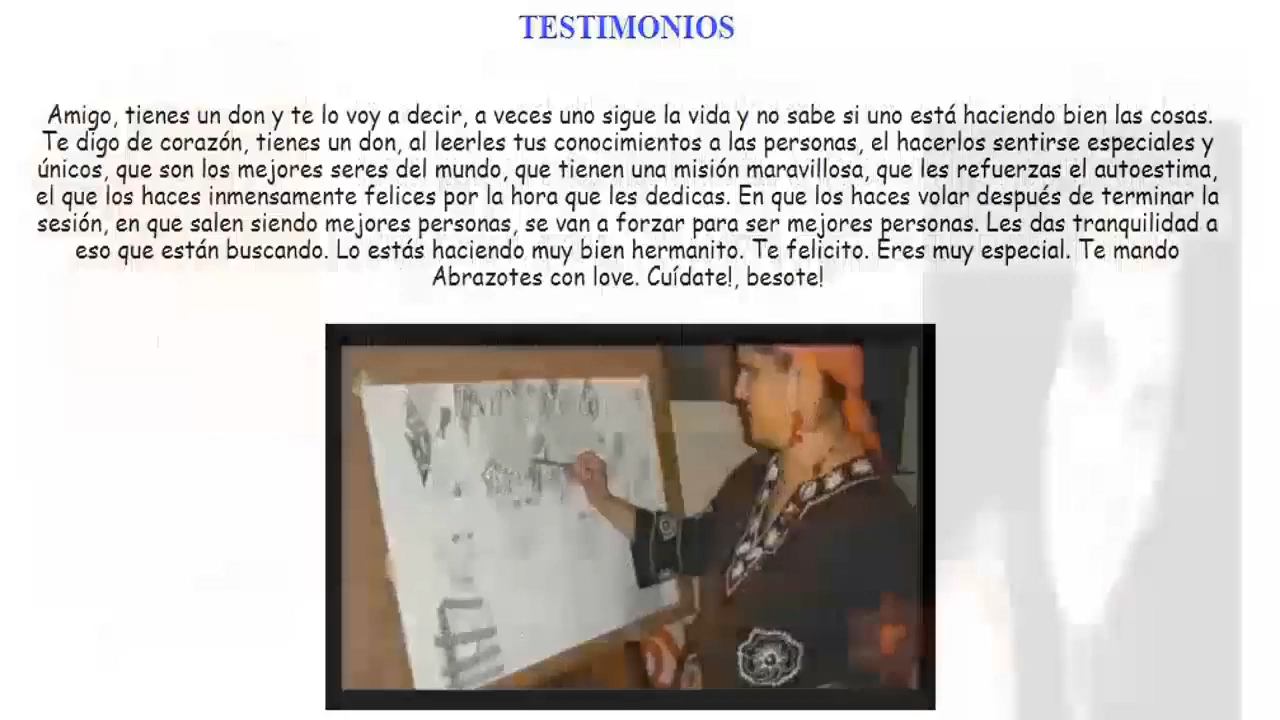 TESTIMONIOS
Amigo, tienes un don y te lo voy a decir, a veces uno sigue la vida y no sabe si uno está haciendo bien las cosas.
Te digo de corazón, tienes un don, al leerles tus conocimientos a las personas, el hacerlos sentirse especiales y
únicos, que son los mejores seres del mundo, que tienen una misión maravillosa, que les refuerzas el autoestima,
el que los haces inmensamente felices por la hora que les dedicas. En que los haces volar después de terminar la
sesión, en que salen siendo mejores personas, se van a forzar para ser mejores personas. Les das tranquilidad a
eso que están buscando. Lo estás haciendo muy bien hermanito. Te felicito. Eres muy especial. Te mando
Abrazotes con love. Cuídate!, besote!